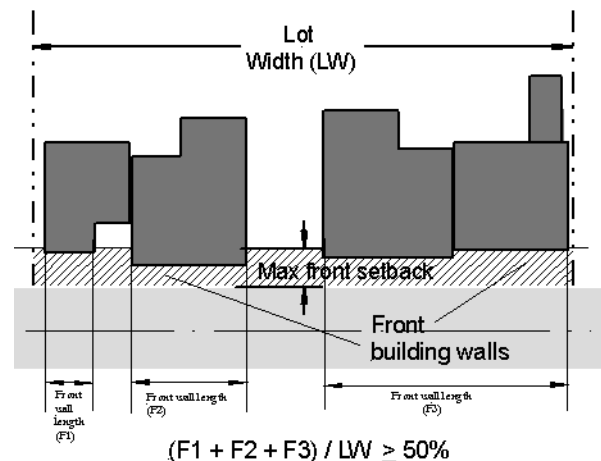 Lot
Width (LW)
Max front setback
Front
building walls
Front
wall
length
(F1)
Front wall length
(F2)
Front wall length
(F3)
(F1 + F2 + F3) / LW ≥ 50%